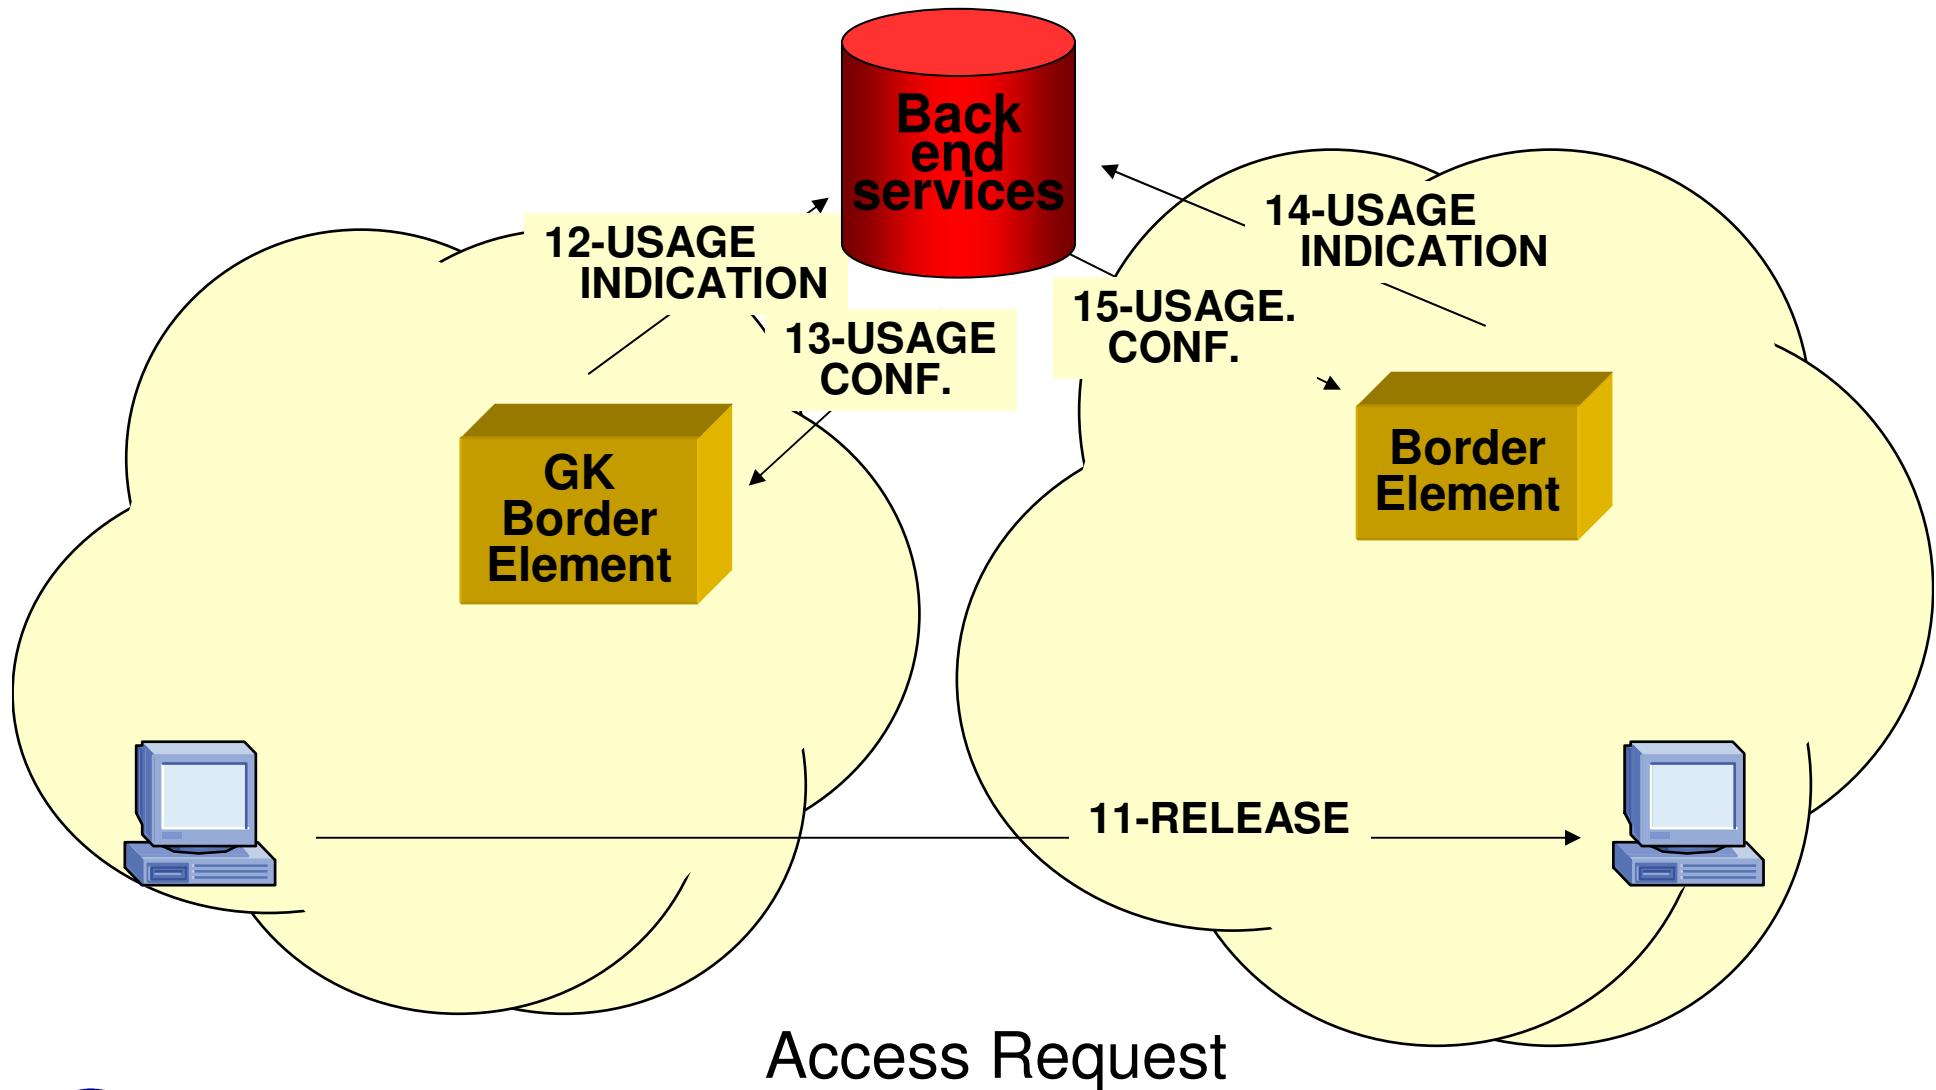 Back
end
services
12-USAGE
INDICATION
13-USAGE
CONF.
14-USAGE
INDICATION
15-USAGE.
CONF.
GK
Border
Element
Border
Element
11-RELEASE
Access Request